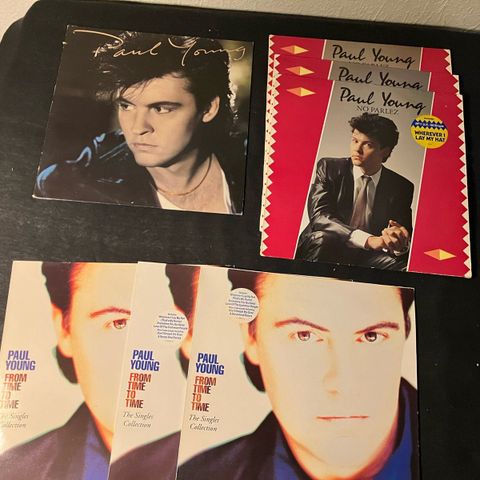 Paul Young
Paul Young
Paul Young
Paul Young
NO PARLEZ
WHEREVER I
LAY MY HAT
PAUL
YOUNG
FROM
TIME
TO
TIME
The Singles
Collection
PAUL
YOUNG
FROM
TIME
TO
TIME
The Singles
Collection
PAUL
YOUNG
FROM
TIME
TO
TIME
The Singles
Collection